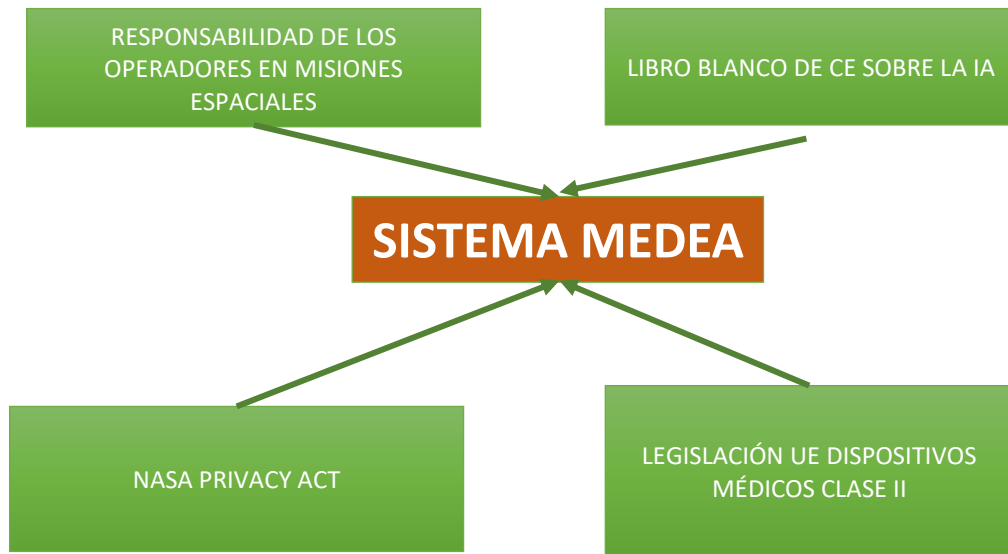 RESPONSABILIDAD DE LOS
OPERADORES EN MISIONES
ESPACIALES
LIBRO BLANCO DE CE SOBRE LA IA
SISTEMA MEDEA
NASA PRIVACY ACT
LEGISLACIÓN UE DISPOSITIVOS
MÉDICOS CLASE II